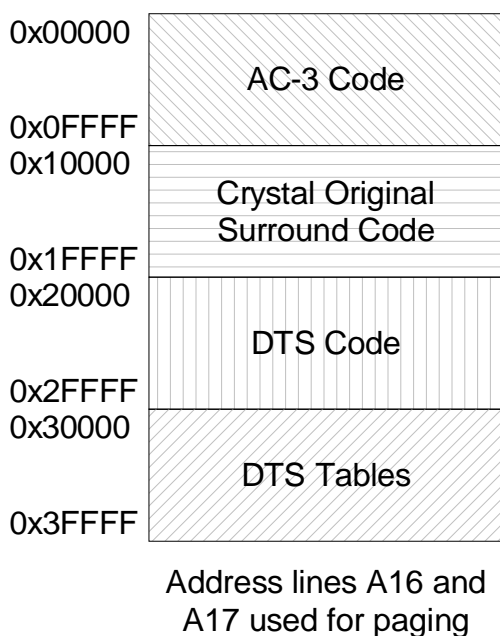 0x00000
AC-3 Code
0x0FFFF
0x10000
Crystal Original
Surround Code
0x1FFFF
0x20000
DTS Code
0x2FFFF
0x30000
DTS Tables
0x3FFFF
Address lines A16 and
A17 used for paging